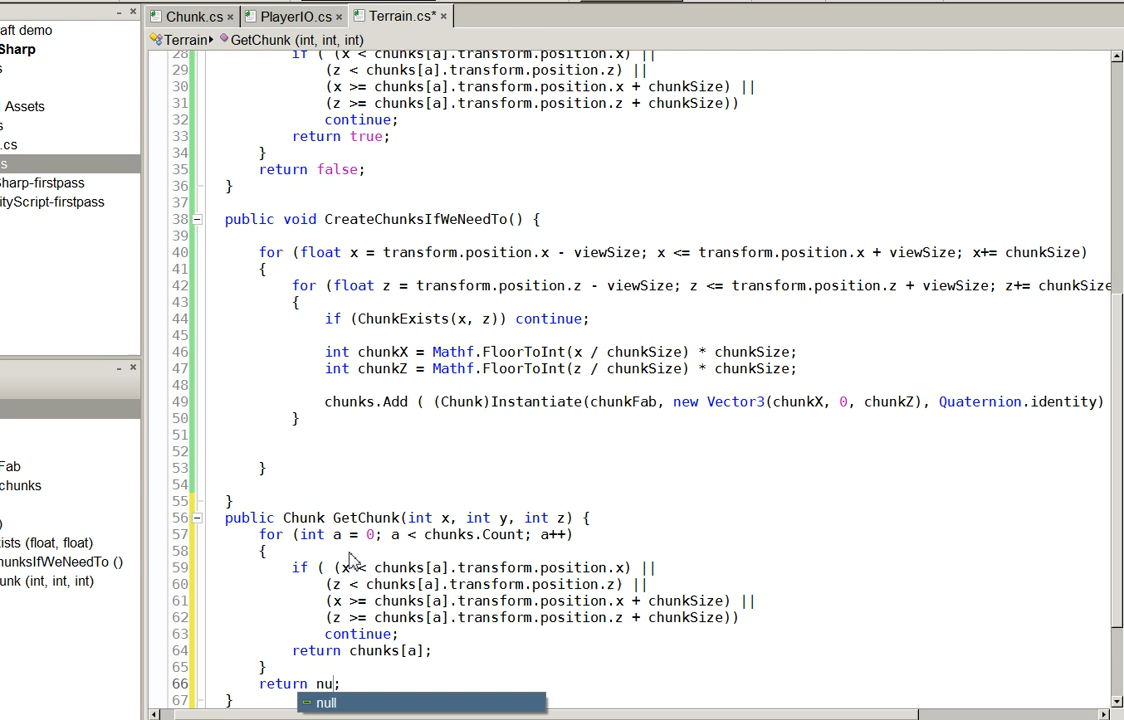 Chunk.cs × PlayerIO.cs × Terrain.cs* ×
Terrain▸ GetChunk (int, int, int)
aft demo
Sharp
s
Assets
s
.cs
s
Sharp-firstpass
ityScript-firstpass
Fab
chunks
)
ists (float, float)
hunksIfWeNeedTo ()
unk (int, int, int)
28 if ( (x < chunks[a].transform.position.x) ||
29 (z < chunks[a].transform.position.z) ||
30 (x >= chunks[a].transform.position.x + chunkSize) ||
31 (z >= chunks[a].transform.position.z + chunkSize))
32 continue;
33 return true;
34 }
35 return false;
36 }
37
38 public void CreateChunksIfWeNeedTo() {
39
40 for (float x = transform.position.x - viewSize; x <= transform.position.x + viewSize; x+= chunkSize)
41 {
42 for (float z = transform.position.z - viewSize; z <= transform.position.z + viewSize; z+= chunkSize
43 {
44 if (ChunkExists(x, z)) continue;
45
46 int chunkX = Mathf.FloorToInt(x / chunkSize) * chunkSize;
47 int chunkZ = Mathf.FloorToInt(z / chunkSize) * chunkSize;
48
49 chunks.Add ( (Chunk)Instantiate(chunkFab, new Vector3(chunkX, 0, chunkZ), Quaternion.identity)
50 }
51
52
53 }
54
55 }
56 public Chunk GetChunk(int x, int y, int z) {
57 for (int a = 0; a < chunks.Count; a++)
58 {
59 if ( (x < chunks[a].transform.position.x) ||
60 (z < chunks[a].transform.position.z) ||
61 (x >= chunks[a].transform.position.x + chunkSize) ||
62 (z >= chunks[a].transform.position.z + chunkSize))
63 continue;
64 return chunks[a];
65 }
66 return nu;
67 }
null